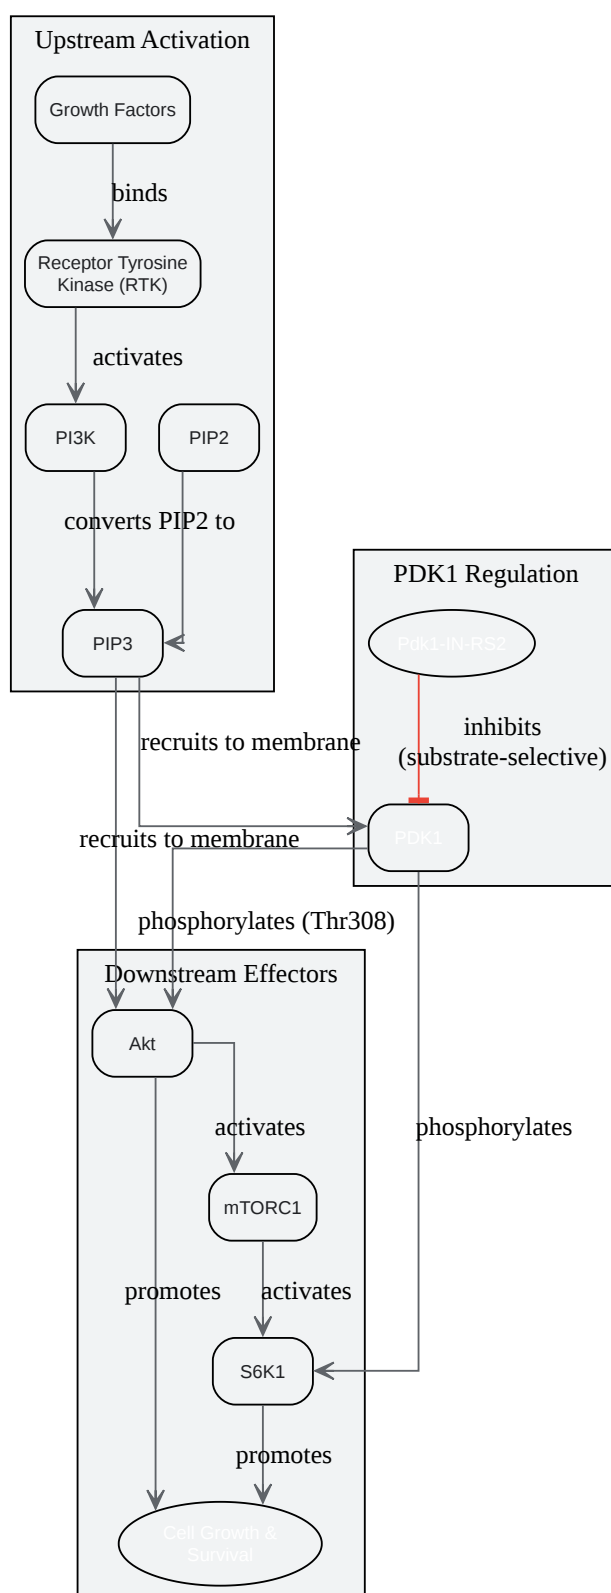 Upstream Activation
Growth Factors
binds
Receptor Tyrosine
Kinase (RTK)
activates
PI3K
PIP2
converts PIP2 to
PIP3
PDK1 Regulation
Pdk1-IN-RS2
inhibits
(substrate-selective)
recruits to membrane
PDK1
recruits to membrane
phosphorylates (Thr308)
Downstream Effectors
Akt
activates
phosphorylates
mTORC1
promotes
activates
S6K1
promotes
Cell Growth &
Survival